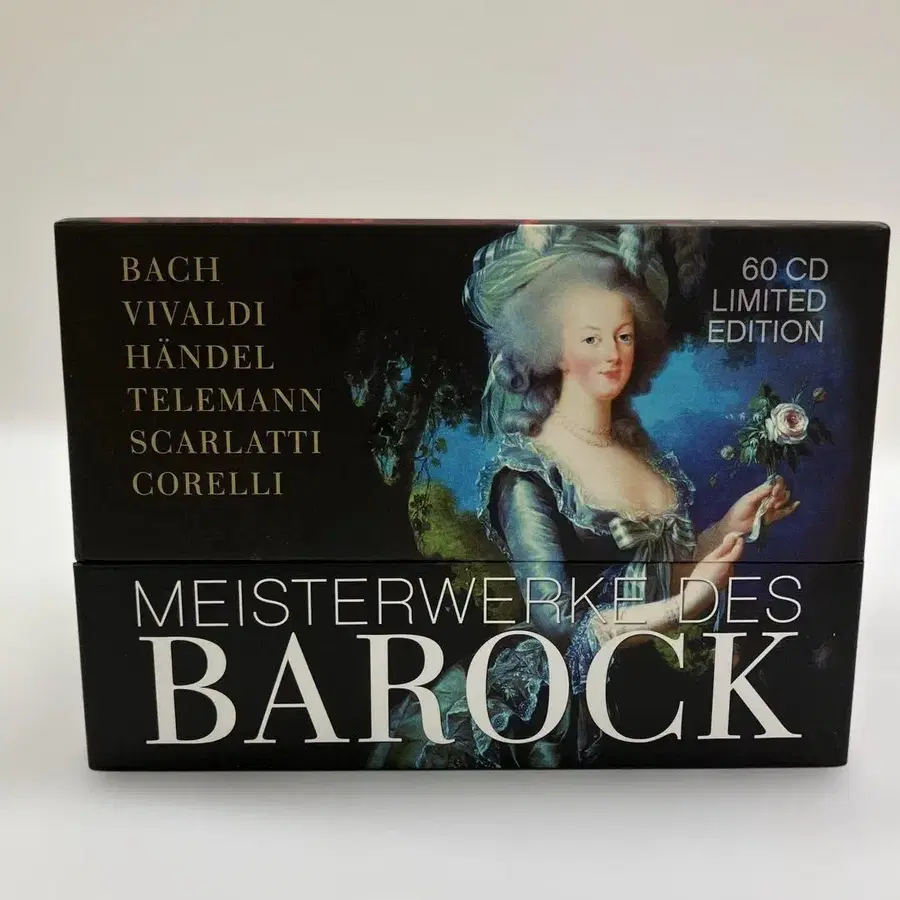 BACH
VIVALDI
HÄNDEL
TELEMANN
SCARLATTI
CORELLI
60 CD
LIMITED
EDITION
MEISTERWERKE DES
BAROCK